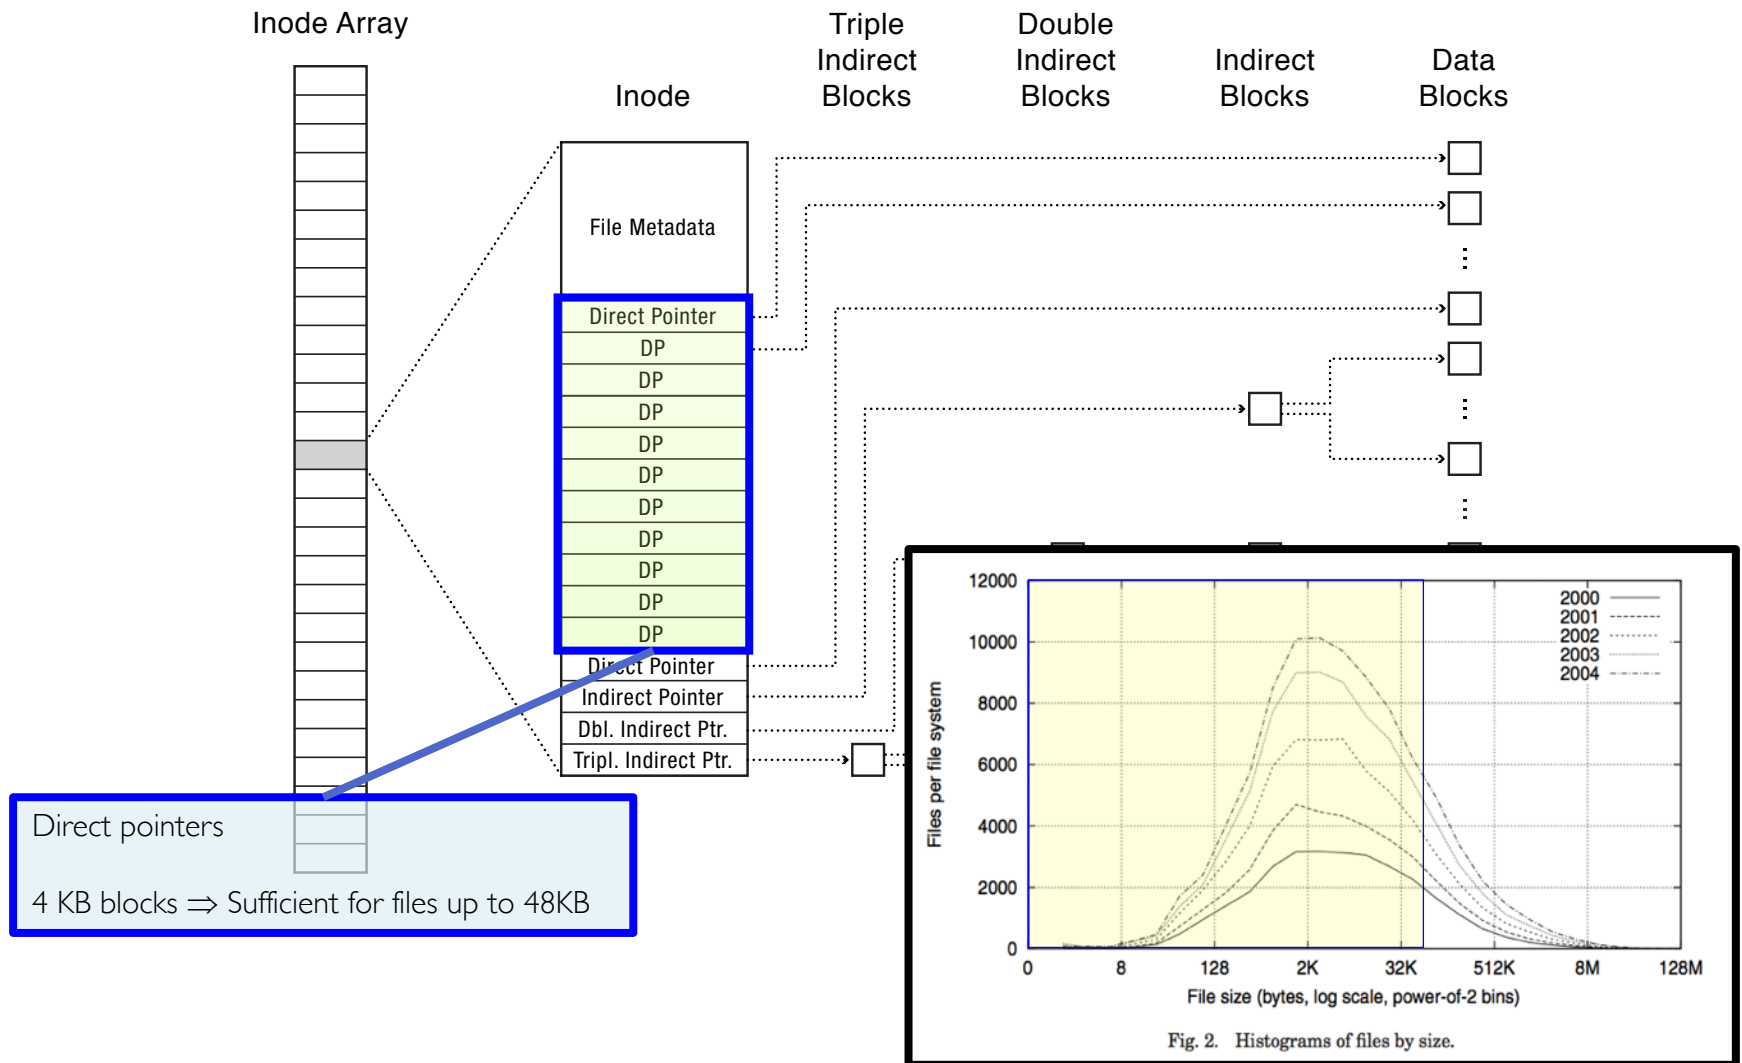 Inode Array
Inode
Triple
Indirect
Blocks
Double
Indirect
Blocks
Indirect
Blocks
Data
Blocks
File Metadata
Direct Pointer
DP
DP
DP
DP
DP
DP
DP
DP
DP
DP
Direct Pointer
Indirect Pointer
Dbl. Indirect Ptr.
Tripl. Indirect Ptr.
Direct pointers
4 KB blocks ⇒ Sufficient for files up to 48KB
12000
10000
8000
6000
4000
2000
0
Files per file system
2000
2001
2002
2003
2004
0 8 128 2K 32K 512K 8M 128M
File size (bytes, log scale, power-of-2 bins)
Fig. 2. Histograms of files by size.